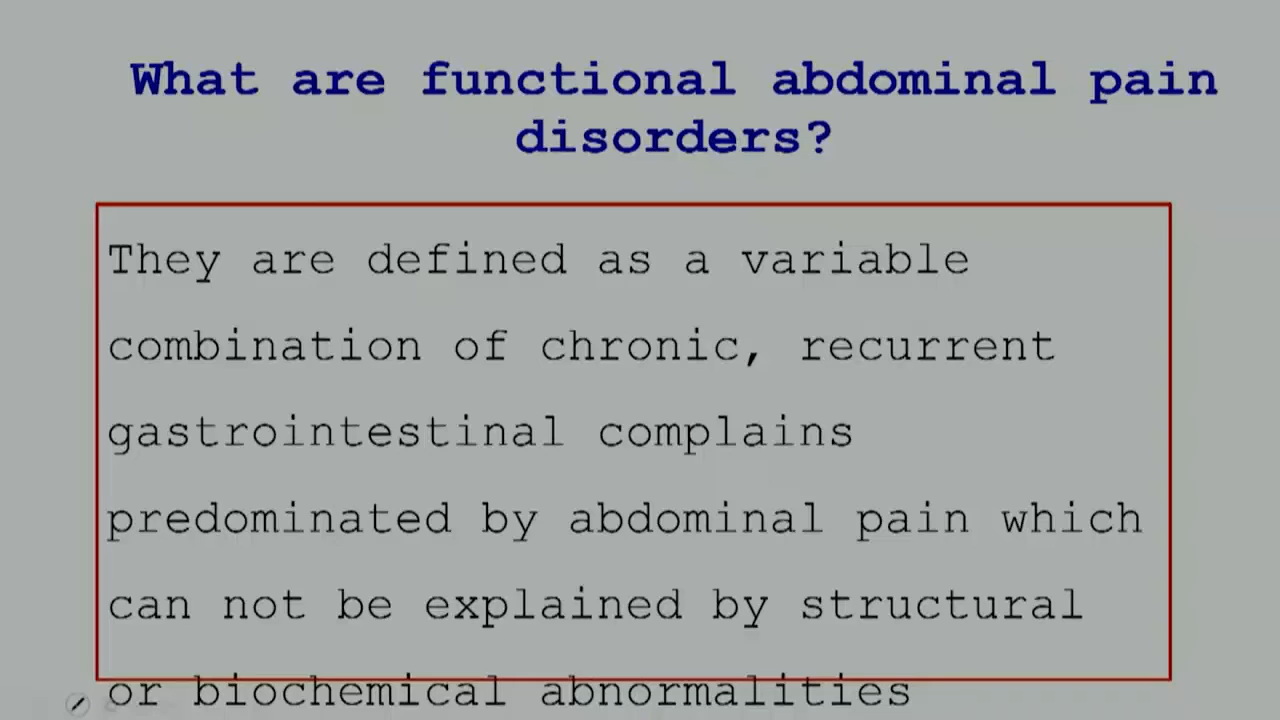 What are functional abdominal pain
disorders?
They are defined as a variable
combination of chronic, recurrent
gastrointestinal complains
predominated by abdominal pain which
can not be explained by structural
or biochemical abnormalities